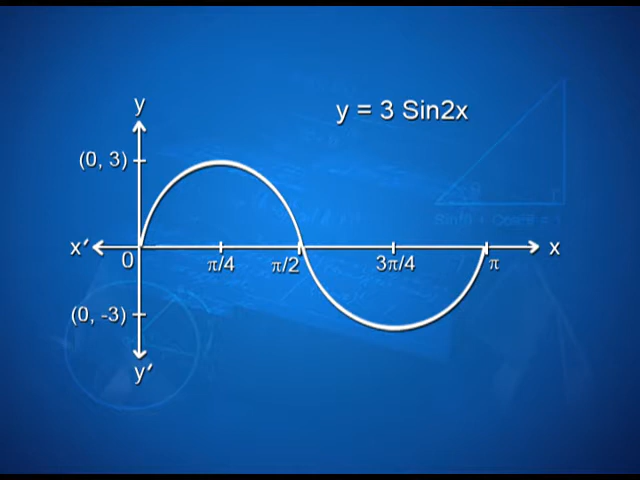 y
y = 3 Sin2x
(0, 3)
x′
0
π/4
π/2
3π/4
π
x
(0, -3)
y′